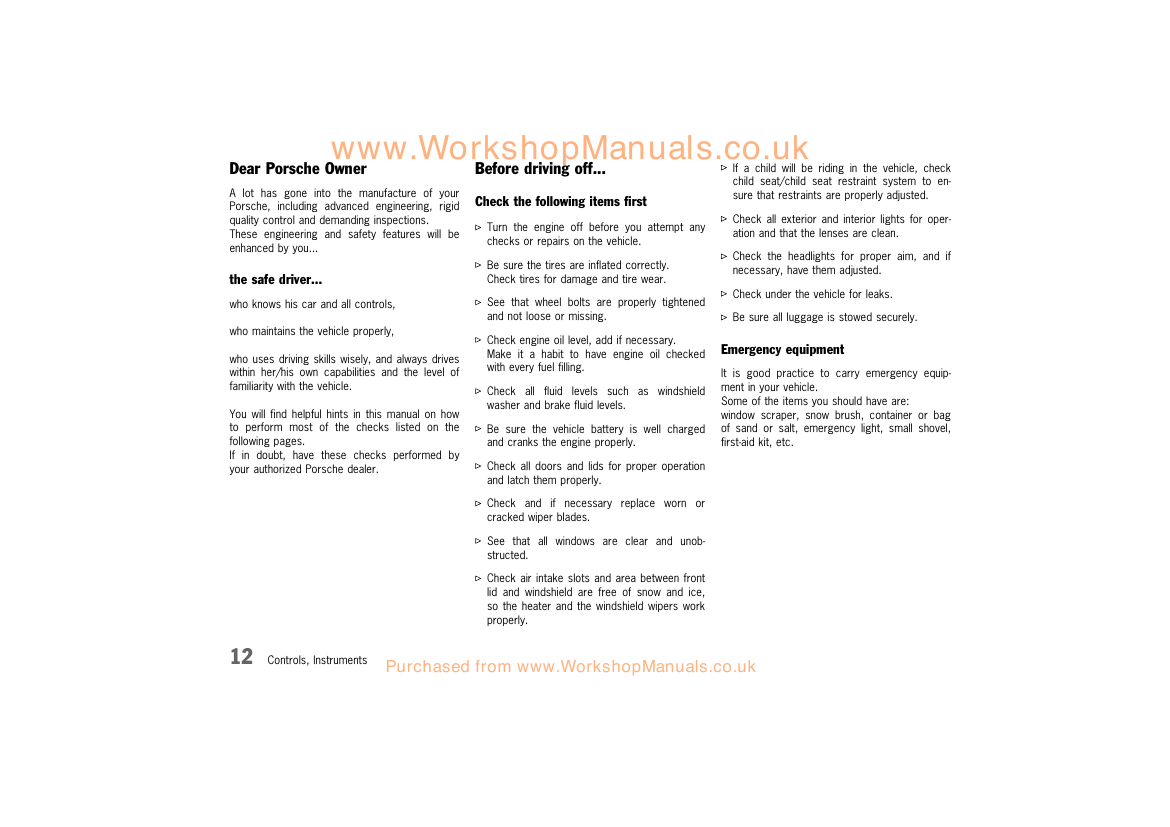 www.WorkshopManuals.co.uk
Dear Porsche Owner
A lot has gone into the manufacture of your
Porsche, including advanced engineering, rigid
quality control and demanding inspections.
These engineering and safety features will be
enhanced by you...
the safe driver...
who knows his car and all controls,
who maintains the vehicle properly,
who uses driving skills wisely, and always drives
within her/his own capabilities and the level of
familiarity with the vehicle.
You will find helpful hints in this manual on how
to perform most of the checks listed on the
following pages.
If in doubt, have these checks performed by
your authorized Porsche dealer.
Before driving off...
Check the following items first
▷ Turn the engine off before you attempt any
checks or repairs on the vehicle.
▷ Be sure the tires are inflated correctly.
Check tires for damage and tire wear.
▷ See that wheel bolts are properly tightened
and not loose or missing.
▷ Check engine oil level, add if necessary.
Make it a habit to have engine oil checked
with every fuel filling.
▷ Check all fluid levels such as windshield
washer and brake fluid levels.
▷ Be sure the vehicle battery is well charged
and cranks the engine properly.
▷ Check all doors and lids for proper operation
and latch them properly.
▷ Check and if necessary replace worn or
cracked wiper blades.
▷ See that all windows are clear and unob-
structed.
▷ Check air intake slots and area between front
lid and windshield are free of snow and ice,
so the heater and the windshield wipers work
properly.
▷ If a child will be riding in the vehicle, check
child seat/child seat restraint system to en-
sure that restraints are properly adjusted.
▷ Check all exterior and interior lights for oper-
ation and that the lenses are clean.
▷ Check the headlights for proper aim, and if
necessary, have them adjusted.
▷ Check under the vehicle for leaks.
▷ Be sure all luggage is stowed securely.
Emergency equipment
It is good practice to carry emergency equip-
ment in your vehicle.
Some of the items you should have are:
window scraper, snow brush, container or bag
of sand or salt, emergency light, small shovel,
first-aid kit, etc.
12 Controls, Instruments
Purchased from www.WorkshopManuals.co.uk